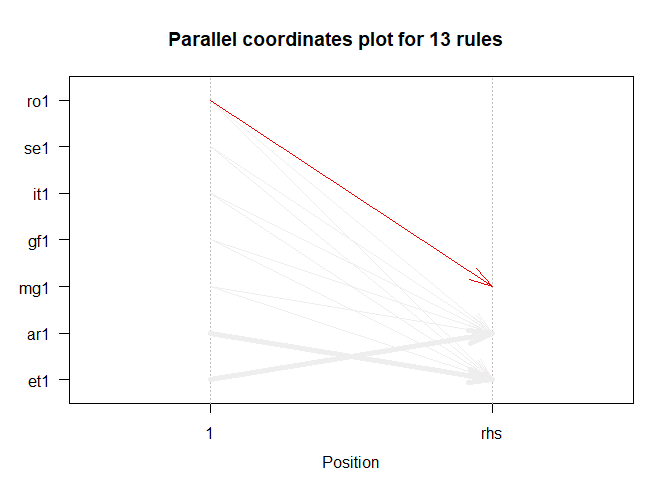 Parallel coordinates plot for 13 rules
ro1
se1
it1
gf1
mg1
ar1
et1
1 rhs
Position